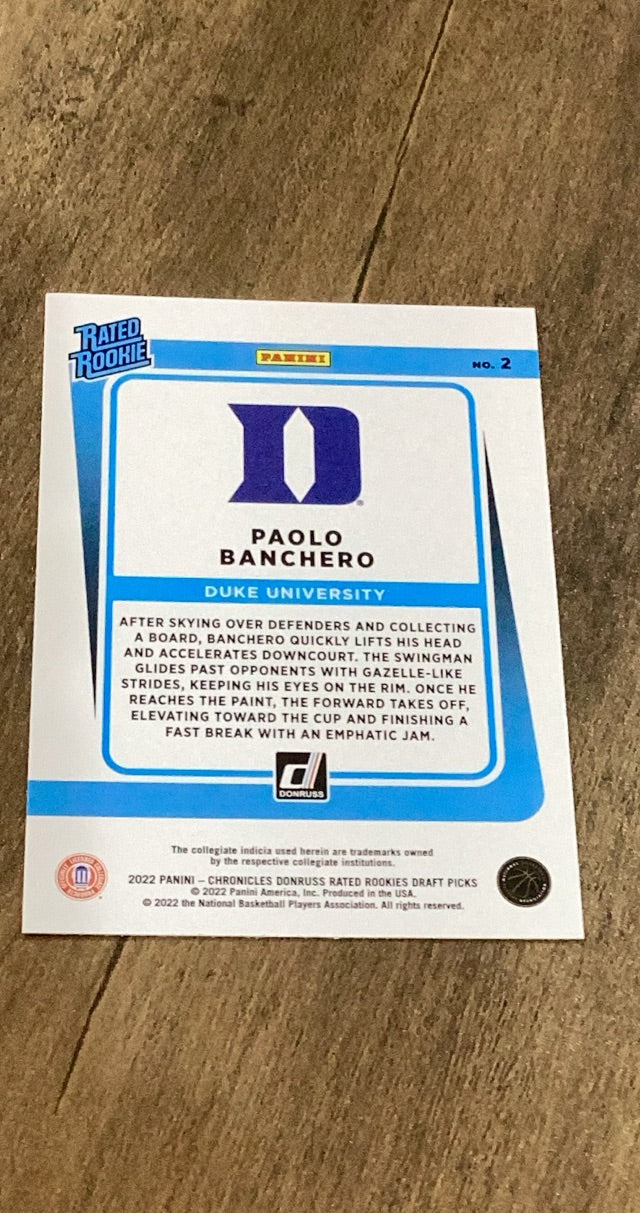 RATED
ROOKIE
PANINI
NO. 2
D
PAOLO
BANCHERO
DUKE UNIVERSITY
AFTER SKYING OVER DEFENDERS AND COLLECTING
A BOARD, BANCHERO QUICKLY LIFTS HIS HEAD
AND ACCELERATES DOWNCOURT. THE SWINGMAN
GLIDES PAST OPPONENTS WITH GAZELLE-LIKE
STRIDES, KEEPING HIS EYES ON THE RIM. ONCE HE
REACHES THE PAINT, THE FORWARD TAKES OFF,
ELEVATING TOWARD THE CUP AND FINISHING A
FAST BREAK WITH AN EMPHATIC JAM.
d
DONRUSS
The collegiate indicia used herein are trademarks owned
by the respective collegiate institutions.
2022 PANINI – CHRONICLES DONRUSS RATED ROOKIES DRAFT PICKS
© 2022 Panini America, Inc. Produced in the USA.
© 2022 the National Basketball Players Association. All rights reserved.